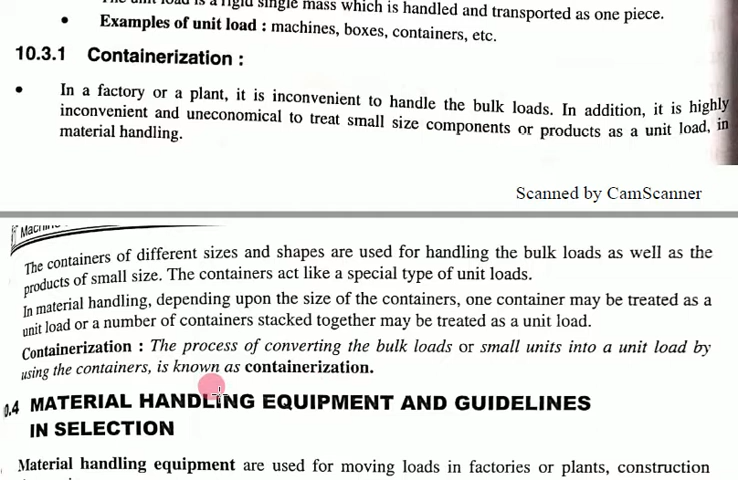 The unit load is a rigid single mass which is handled and transported as one piece.
• Examples of unit load : machines, boxes, containers, etc.
10.3.1 Containerization :
• In a factory or a plant, it is inconvenient to handle the bulk loads. In addition, it is highly
inconvenient and uneconomical to treat small size components or products as a unit load, in
material handling.
Scanned by CamScanner
The containers of different sizes and shapes are used for handling the bulk loads as well as the
products of small size. The containers act like a special type of unit loads.
In material handling, depending upon the size of the containers, one container may be treated as a
unit load or a number of containers stacked together may be treated as a unit load.
Containerization : The process of converting the bulk loads or small units into a unit load by
using the containers, is known as containerization.
0.4 MATERIAL HANDLING EQUIPMENT AND GUIDELINES
IN SELECTION
Material handling equipment are used for moving loads in factories or plants, construction